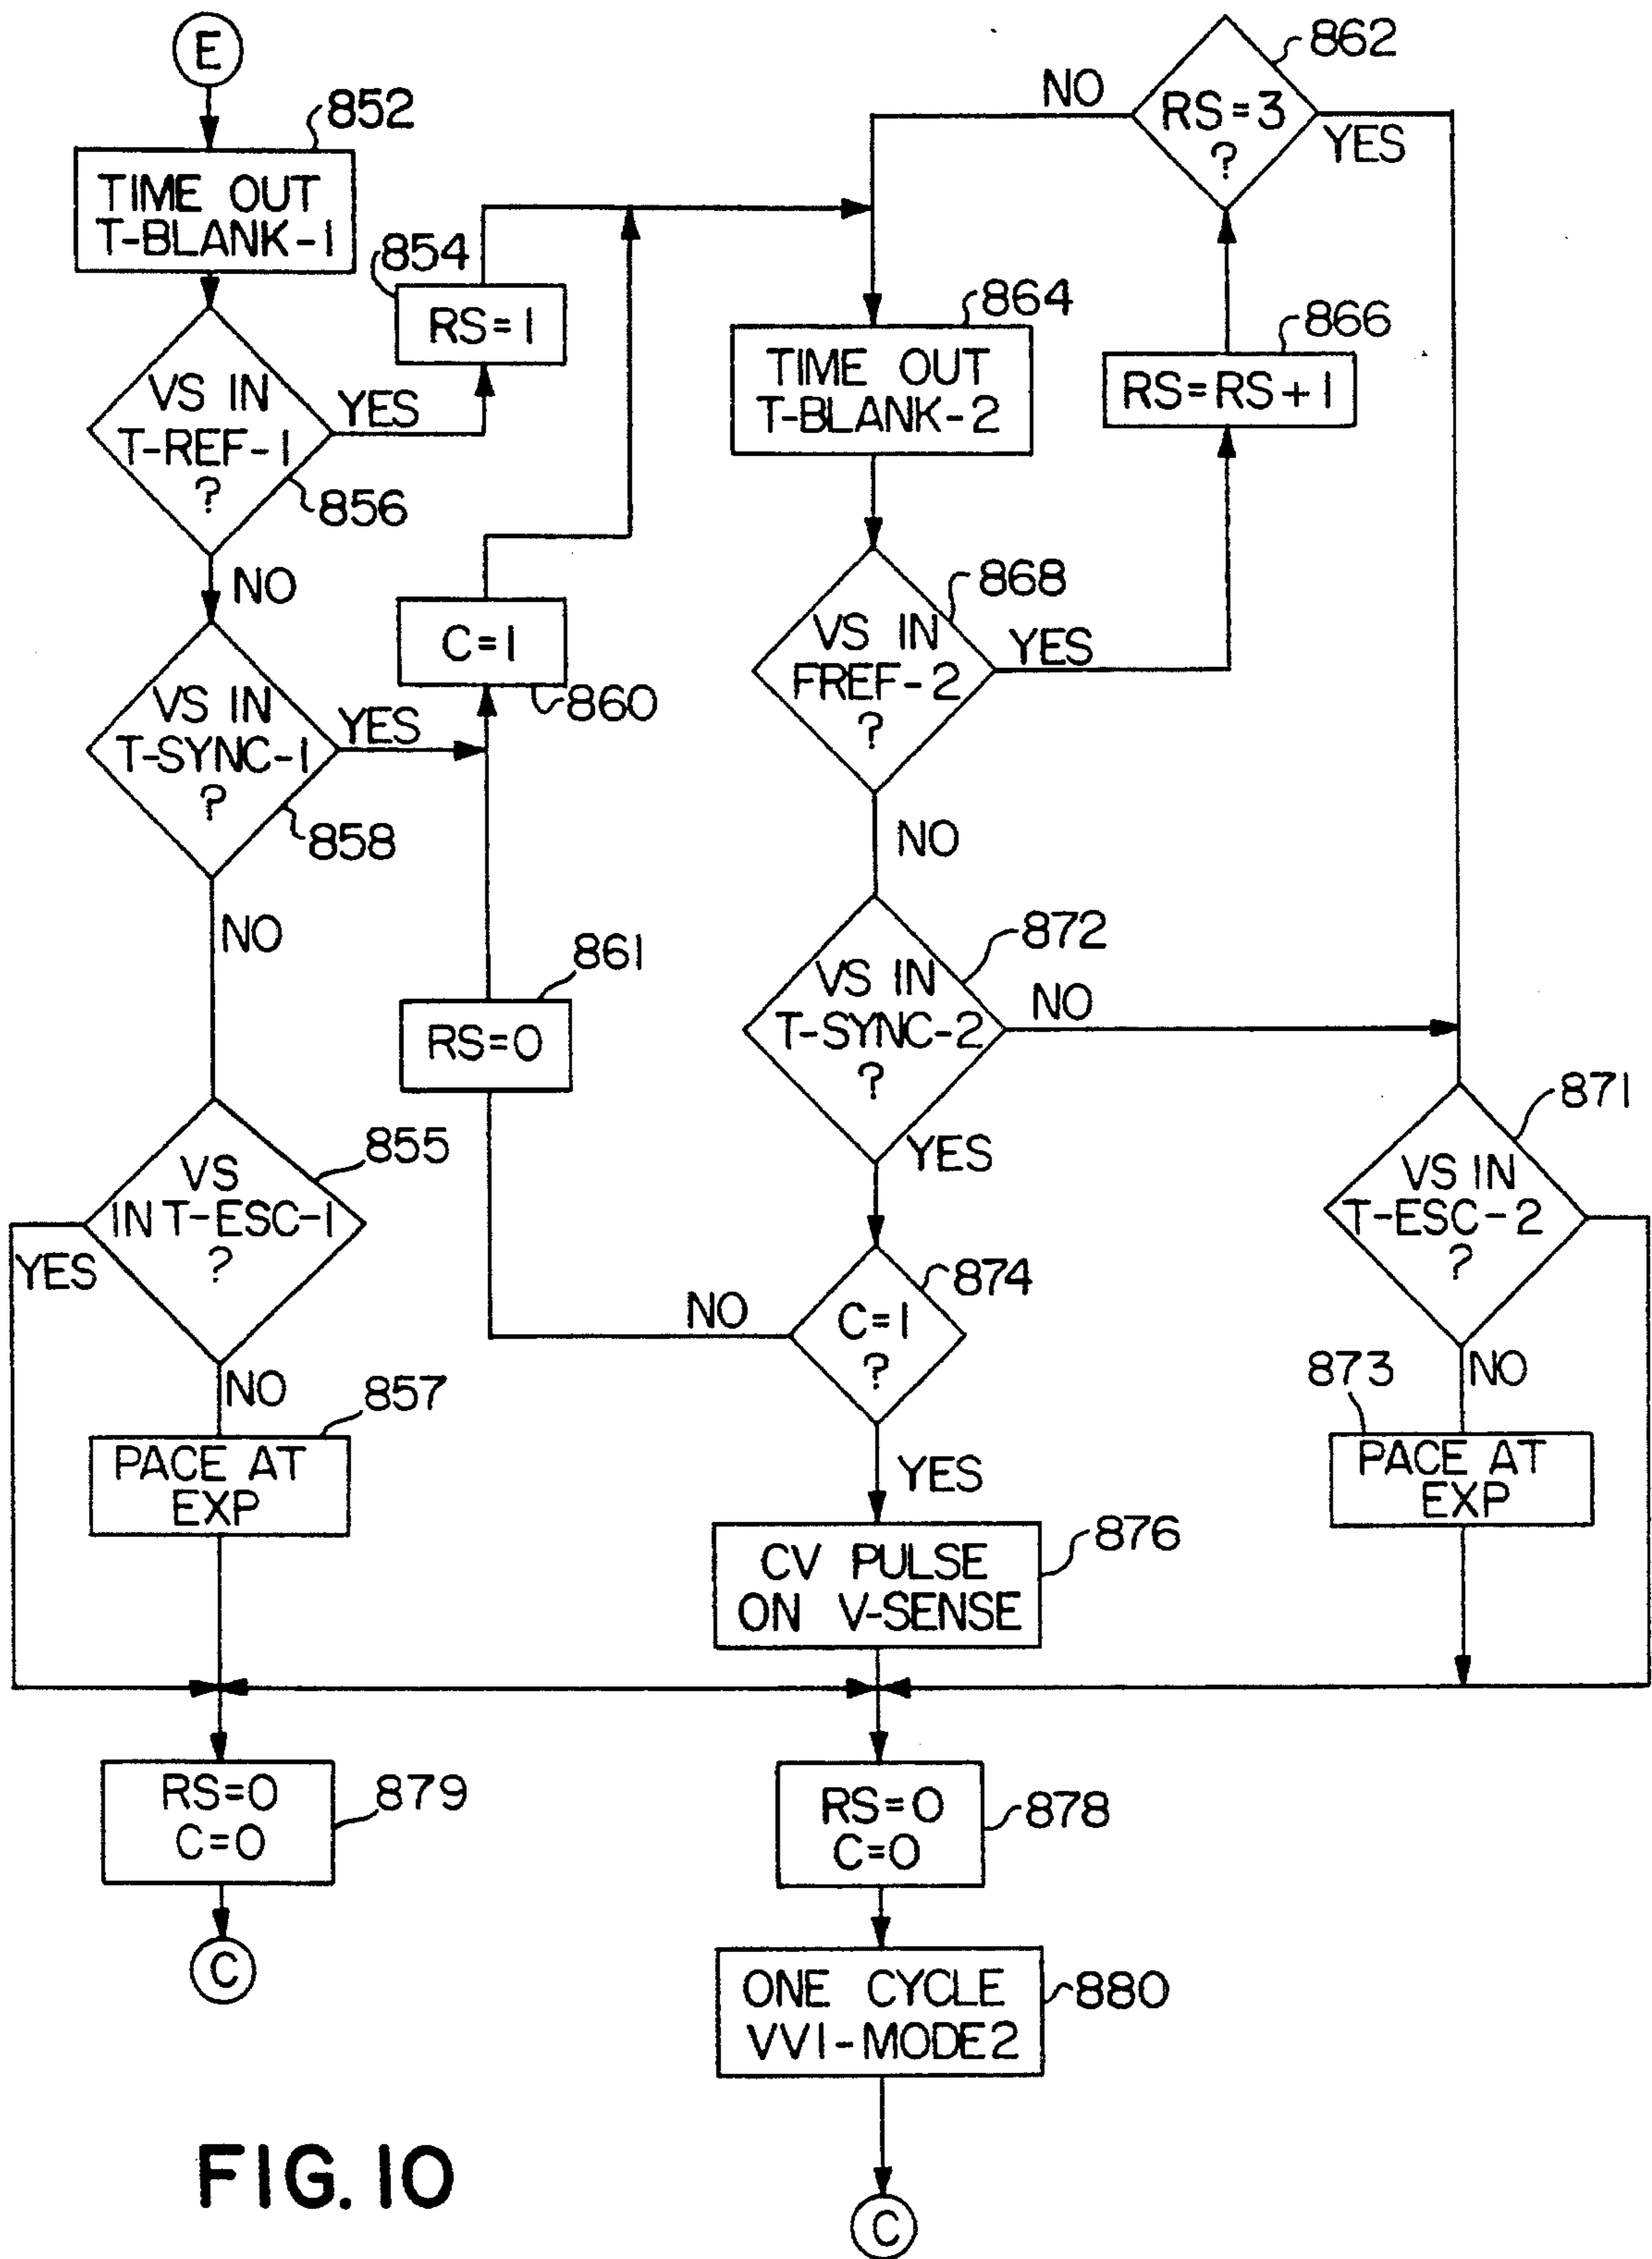 E
852
TIME OUT
T-BLANK-1
VS IN
T-REF-1
?
856
YES
854
RS=1
NO
VS IN
T-SYNC-1
?
858
YES
C=1
860
NO
861
RS=0
VS
IN T-ESC-1
?
855
YES
NO
857
PACE AT
EXP
RS=0
C=0
879
C
862
RS=3
?
NO
YES
864
TIME OUT
T-BLANK-2
866
RS=RS+1
868
VS IN
FREF-2
?
YES
NO
872
VS IN
T-SYNC-2
?
NO
YES
874
C=1
?
NO
YES
CV PULSE
ON V-SENSE
876
871
VS IN
T-ESC-2
?
NO
873
PACE AT
EXP
RS=0
C=0
878
ONE CYCLE
VVI-MODE2
880
C
FIG. 10